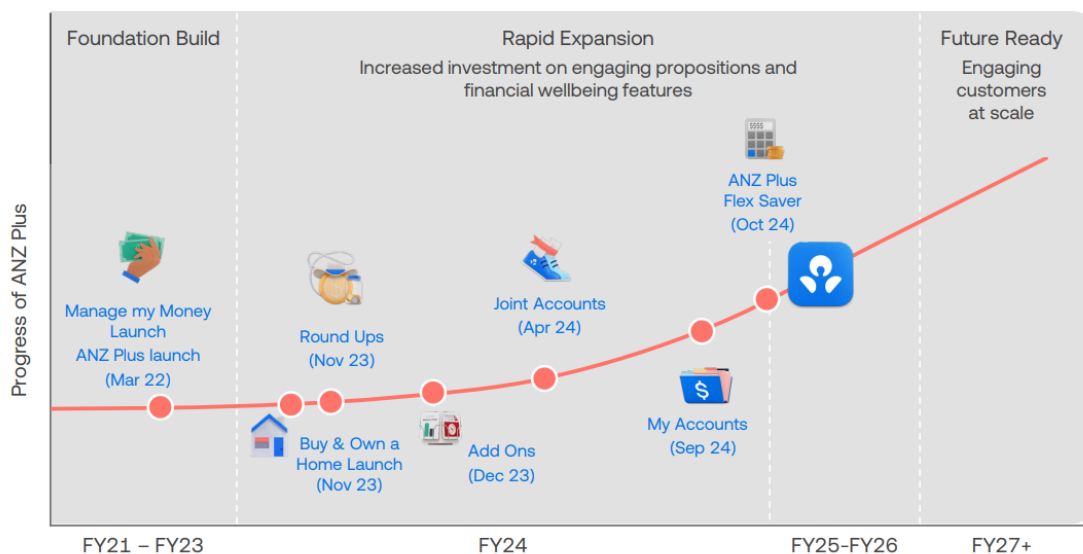 Foundation Build
Rapid Expansion
Increased investment on engaging propositions and
financial wellbeing features
Future Ready
Engaging
customers
at scale
Progress of ANZ Plus
Manage my Money
Launch
ANZ Plus launch
(Mar 22)
Round Ups
(Nov 23)
Buy & Own a
Home Launch
(Nov 23)
Add Ons
(Dec 23)
Joint Accounts
(Apr 24)
$
My Accounts
(Sep 24)
ANZ Plus
Flex Saver
(Oct 24)
FY21 – FY23
FY24
FY25-FY26
FY27+